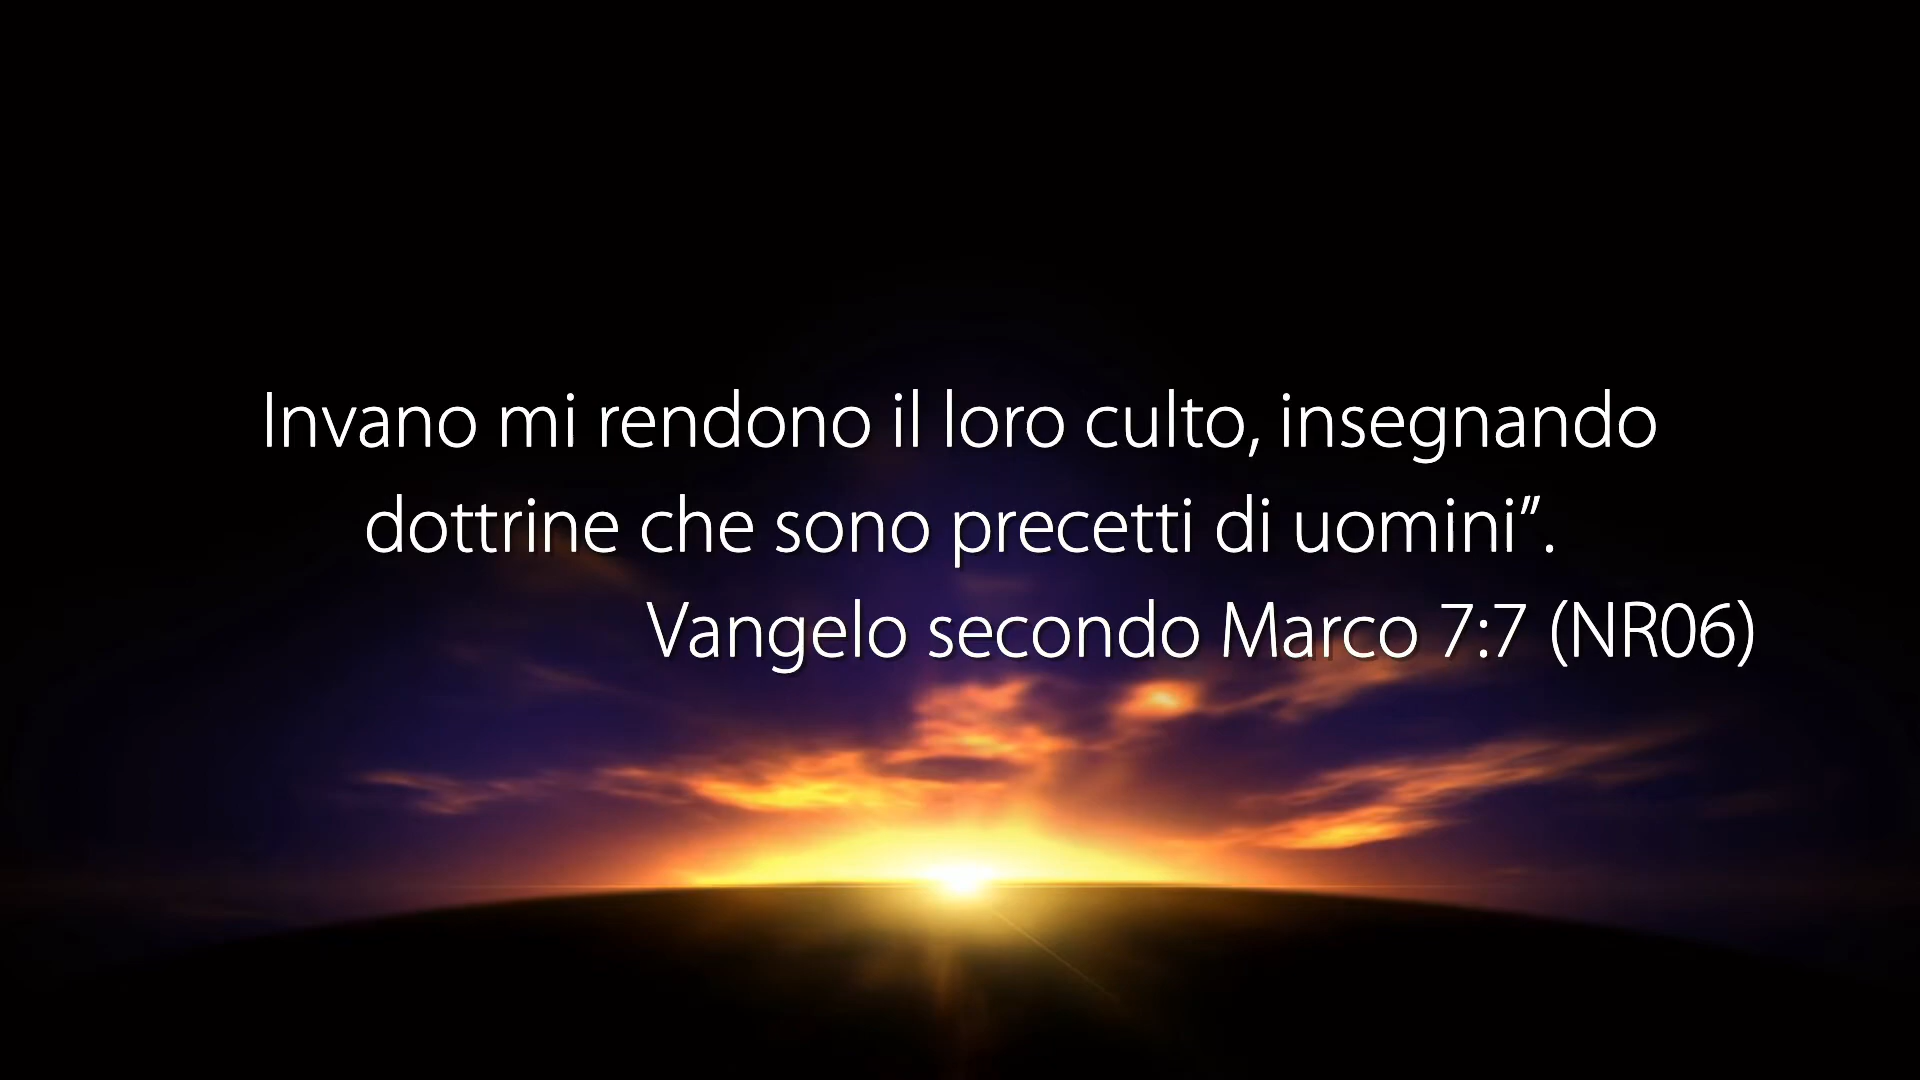 Invano mi rendono il loro culto, insegnando
dottrine che sono precetti di uomini”.
Vangelo secondo Marco 7:7 (NR06)